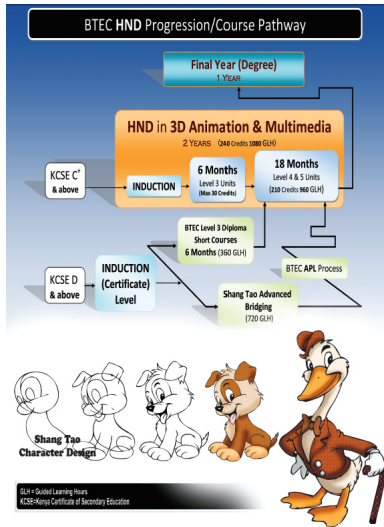 BTEC HND Progression/Course Pathway
Final Year (Degree)
1 YEAR
HND in 3D Animation & Multimedia
2 YEARS (240 Credits 1080 GLH)
KCSE C+
& above
INDUCTION
6 Months
Level 3 Units
(Max 30 Credits)
18 Months
Level 4 & 5 Units
(210 Credits 960 GLH)
BTEC Level 3 Diploma
Short Courses
6 Months (360 GLH)
KCSE D
& above
INDUCTION
(Certificate)
Level
BTEC APL Process
Shang Tao Advanced
Bridging
(720 GLH)
Shang Tao
Character Design
GLH = Guided Learning Hours
KCSE=Kenya Certificate of Secondary Education